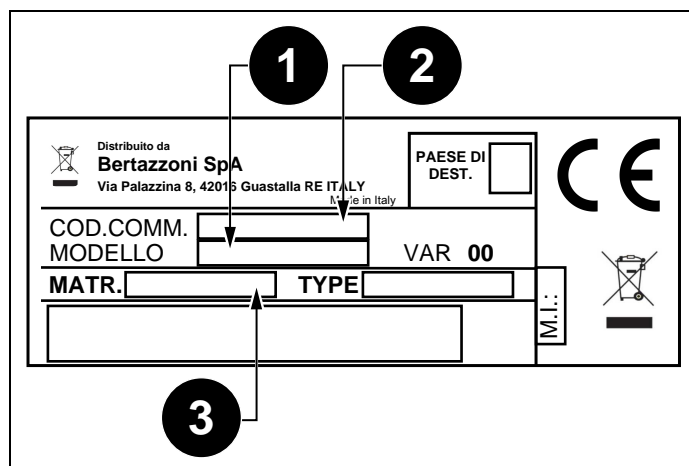 1
2
Distribuito da
Bertazzoni SpA
Via Palazzina 8, 42016 Guastalla RE ITALY
Made in Italy
PAESE DI
DEST.
CE
COD.COMM.
MODELLO
VAR 00
MATR.
TYPE
M.I.:
3